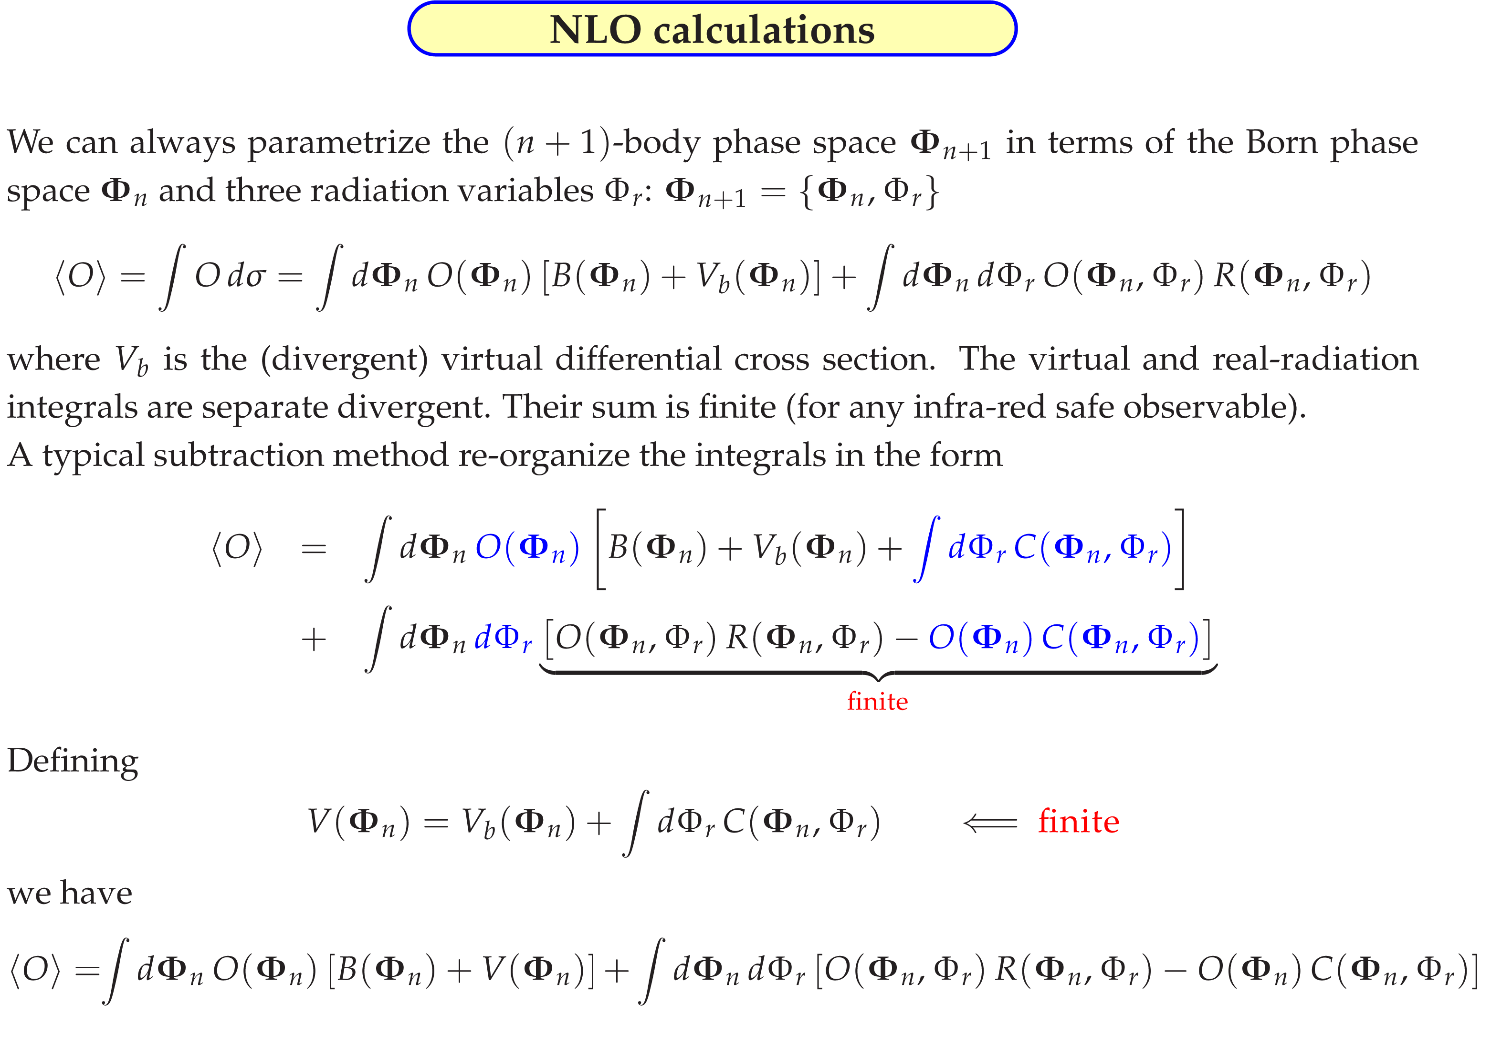 NLO calculations
We can always parametrize the (n + 1)-body phase space Φ_{n+1} in terms of the Born phase
space Φ_n and three radiation variables Φ_r: Φ_{n+1} = {Φ_n, Φ_r}
⟨O⟩ = ∫ O dσ = ∫ dΦ_n O(Φ_n) [B(Φ_n) + V_b(Φ_n)] + ∫ dΦ_n dΦ_r O(Φ_n, Φ_r) R(Φ_n, Φ_r)
where V_b is the (divergent) virtual differential cross section. The virtual and real-radiation
integrals are separate divergent. Their sum is finite (for any infra-red safe observable).
A typical subtraction method re-organize the integrals in the form
⟨O⟩ = ∫ dΦ_n O(Φ_n) [B(Φ_n) + V_b(Φ_n) + ∫ dΦ_r C(Φ_n, Φ_r)]
+ ∫ dΦ_n dΦ_r [O(Φ_n, Φ_r) R(Φ_n, Φ_r) − O(Φ_n) C(Φ_n, Φ_r)]
finite
Defining
V(Φ_n) = V_b(Φ_n) + ∫ dΦ_r C(Φ_n, Φ_r) ⟸ finite
we have
⟨O⟩ = ∫ dΦ_n O(Φ_n) [B(Φ_n) + V(Φ_n)] + ∫ dΦ_n dΦ_r [O(Φ_n, Φ_r) R(Φ_n, Φ_r) − O(Φ_n) C(Φ_n, Φ_r)]